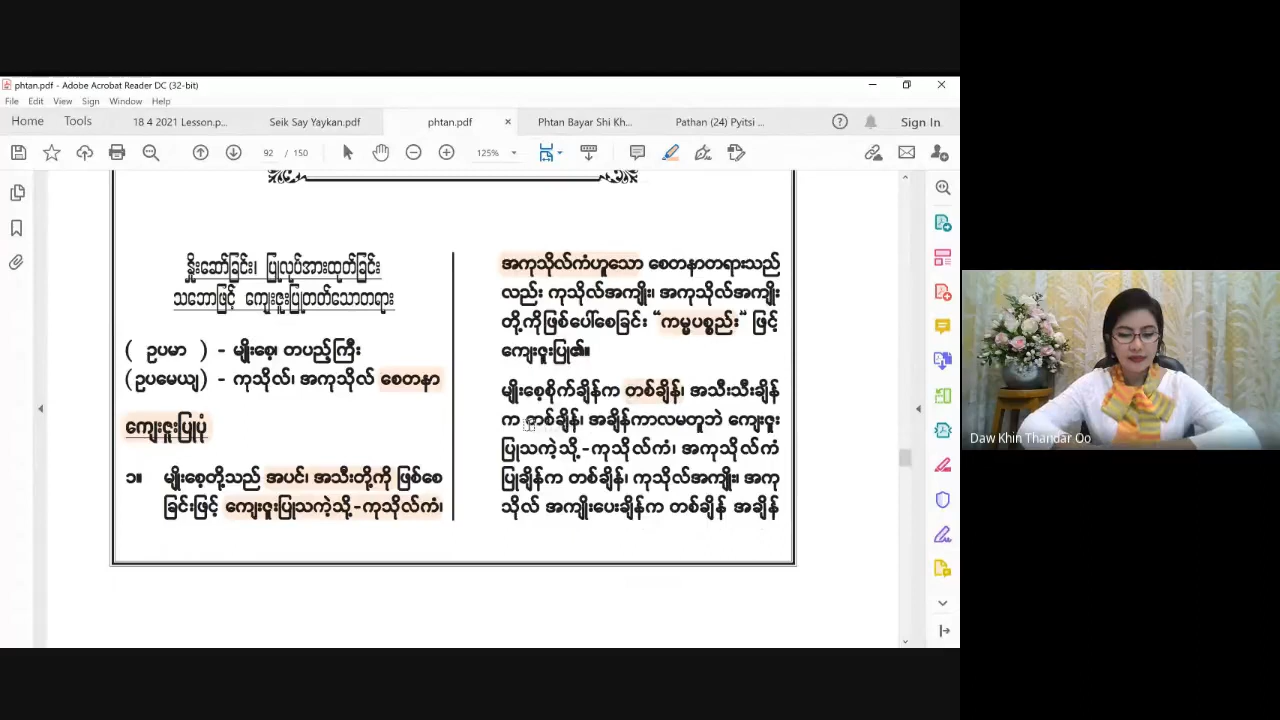 phtan.pdf - Adobe Acrobat Reader DC (32-bit)
File Edit View Sign Window Help
Home Tools 18 4 2021 Lesson.p... Seik Say Yaykan.pdf phtan.pdf × Phtan Bayar Shi Kh... Pathan (24) Pyitsi ... Sign In
92 / 150 125%
နှိုးဆော်ခြင်း၊ ပြုလုပ်အားထုတ်ခြင်း
သဘောဖြင့် ကျေးဇူးပြုတတ်သောတရား
( ဥပမာ ) - မျိုးစေ့၊ တပည့်ကြီး
(ဥပမေယျ) - ကုသိုလ်၊ အကုသိုလ် စေတနာ
ကျေးဇူးပြုပုံ
၁။ မျိုးစေ့တို့သည် အပင်၊ အသီးတို့ကို ဖြစ်စေ
ခြင်းဖြင့် ကျေးဇူးပြုသကဲ့သို့-ကုသိုလ်ကံ၊
အကုသိုလ်ကံဟူသော စေတနာတရားသည်
လည်း ကုသိုလ်အကျိုး၊ အကုသိုလ်အကျိုး
တို့ကိုဖြစ်ပေါ်စေခြင်း "ကမ္မပစ္စည်း" ဖြင့်
ကျေးဇူးပြု၏။
မျိုးစေ့စိုက်ချိန်က တစ်ချိန်၊ အသီးသီးချိန်
က တစ်ချိန်၊ အချိန်ကာလမတူဘဲ ကျေးဇူး
ပြုသကဲ့သို့-ကုသိုလ်ကံ၊ အကုသိုလ်ကံ
ပြုချိန်က တစ်ချိန်၊ ကုသိုလ်အကျိုး၊ အကု
သိုလ် အကျိုးပေးချိန်က တစ်ချိန် အချိန်
Daw Khin Thandar Oo